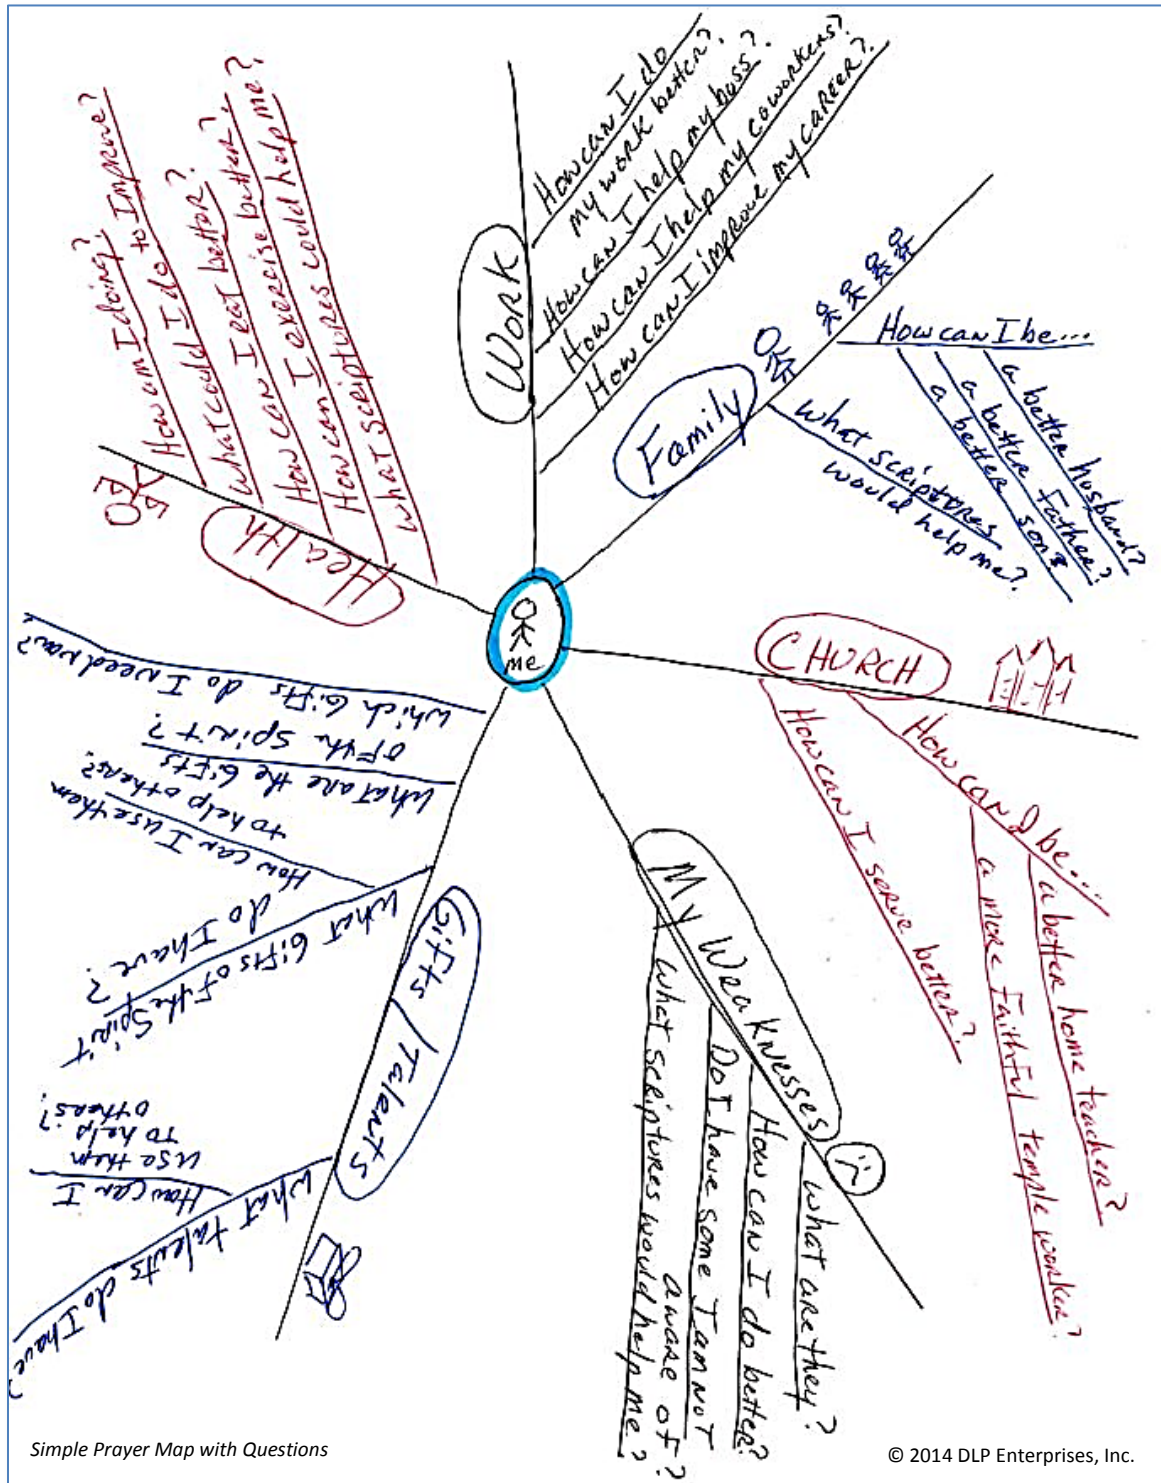 me
Work
How can I do
my work better?
How can I help my boss?
How can I help my coworkers?
How can I improve my career?
Family
How can I be...
a better husband?
a better father?
a better son?
What scriptures
would help me?
CHURCH
How can I be...
a better home teacher?
a more faithful temple worker?
How can I serve better?
My Weaknesses
What are they?
How can I do better?
Do I have some I am not
aware of?
What scriptures would help me?
Gifts/Talents
What talents do I have?
How can I
use them
to help
others?
What Gifts of the Spirit
do I have?
How can I use them
to help others?
What are the Gifts
of the Spirit?
Which Gifts do I need now?
Health
How am I doing?
What could I do to Improve?
How can I eat better?
How can I exercise better?
What scriptures could help me?
Simple Prayer Map with Questions
© 2014 DLP Enterprises, Inc.